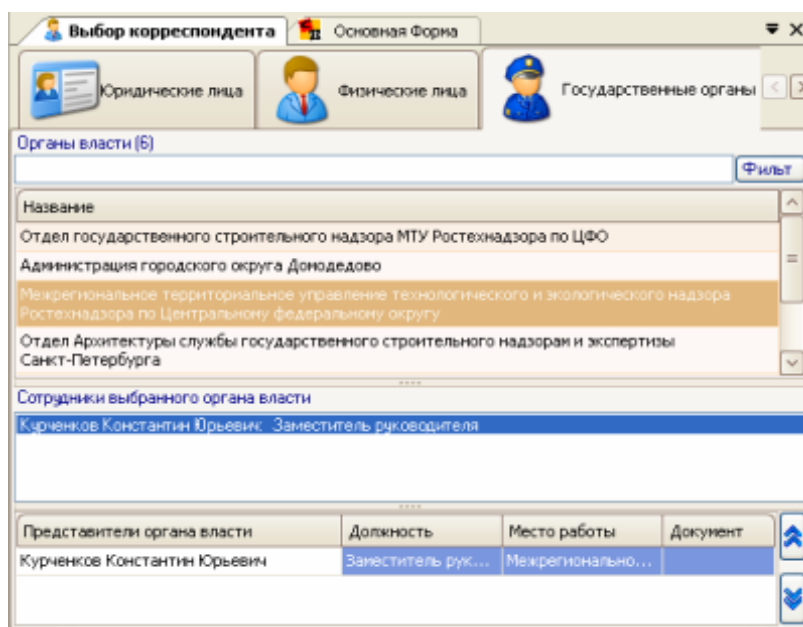 Выбор корреспондента
Основная Форма
Юридические лица
Физические лица
Государственные органы
Органы власти (6)
Фильт
Название
Отдел государственного строительного надзора МТУ Ростехнадзора по ЦФО
Администрация городского округа Домодедово
Межрегиональное территориальное управление технологического и экологического надзора
Ростехнадзора по Центральному федеральному округу
Отдел Архитектуры службы государственного строительного надзорам и экспертизы
Санкт-Петербурга
Сотрудники выбранного органа власти
Курченков Константин Юрьевич: Заместитель руководителя
Представители органа власти
Должность
Место работы
Документ
Курченков Константин Юрьевич
Заместитель рук...
Межрегионально...